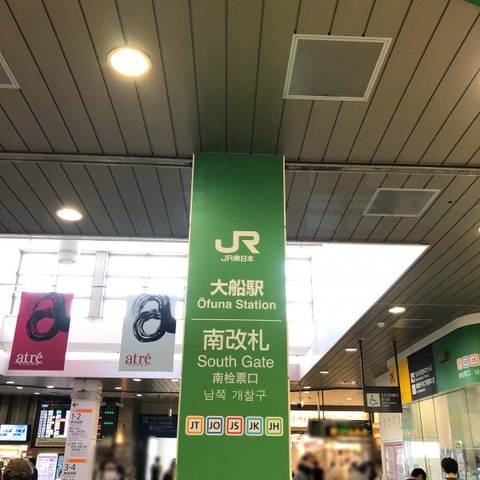 JR
JR東日本
大船駅
Ōfuna Station
南改札
South Gate
南检票口
남쪽 개찰구
JT JO JS JK JH
atré
atré
1·2
3·4